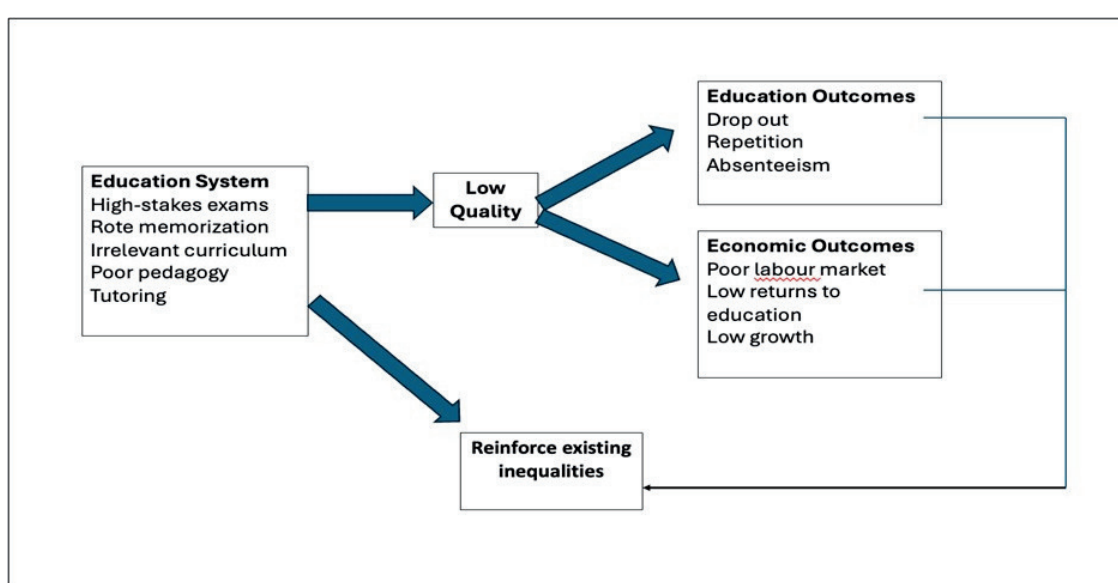 Education System
High-stakes exams
Rote memorization
Irrelevant curriculum
Poor pedagogy
Tutoring
Low
Quality
Education Outcomes
Drop out
Repetition
Absenteeism
Economic Outcomes
Poor labour market
Low returns to
education
Low growth
Reinforce existing
inequalities